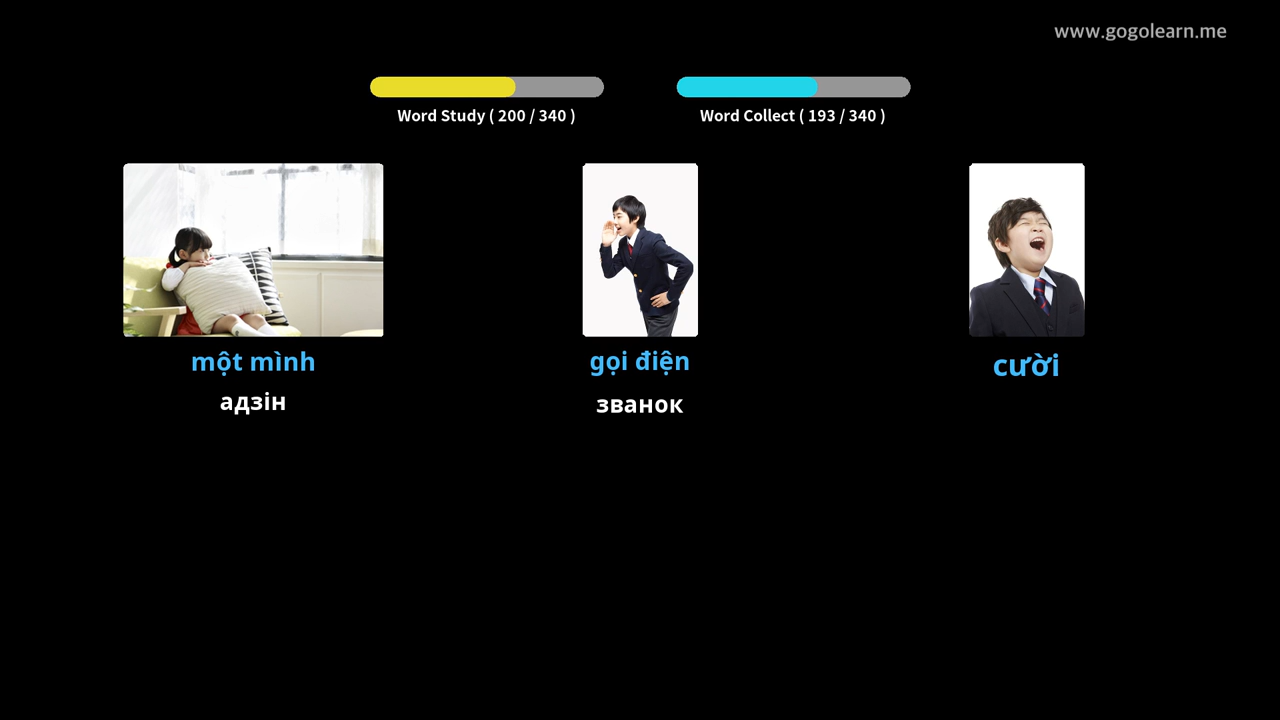 www.gogolearn.me
Word Study ( 200 / 340 )
Word Collect ( 193 / 340 )
một mình
адзін
gọi điện
званок
cười